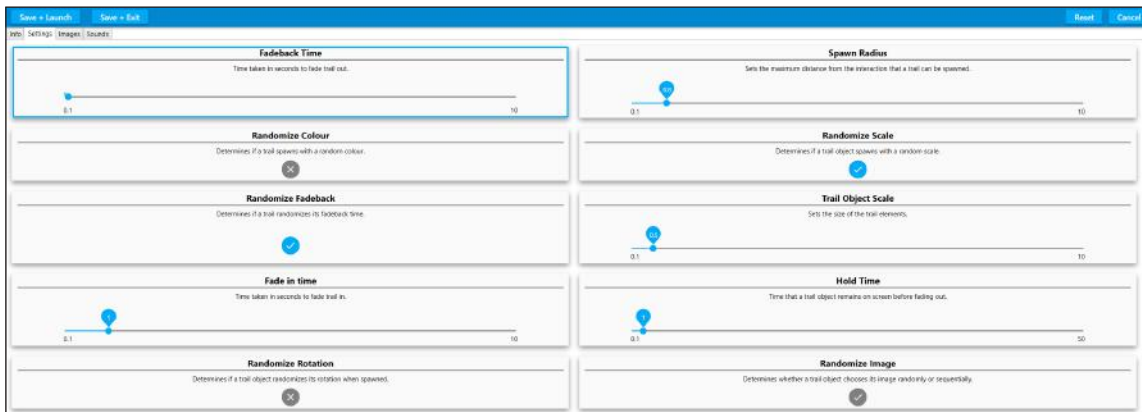 Save + Launch Save + Exit Reset Cancel
Info Settings Images Sounds
Fadeback Time
Time taken in seconds to fade trail out.
0.1 10
Spawn Radius
Sets the maximum distance from the interaction that a trail can be spawned.
0.1 10
Randomize Colour
Determines if a trail spawns with a random colour.
Randomize Scale
Determines if a trail object spawns with a random scale.
Randomize Fadeback
Determines if a trail randomizes its fadeback time.
Trail Object Scale
Sets the size of the trail elements.
0.1 10
Fade in time
Time taken in seconds to fade trail in.
1
0.1 10
Hold Time
Time that a trail object remains on screen before fading out.
1
0.1 50
Randomize Rotation
Determines if a trail object randomizes its rotation when spawned.
Randomize Image
Determines whether a trail object chooses its image randomly or sequentially.